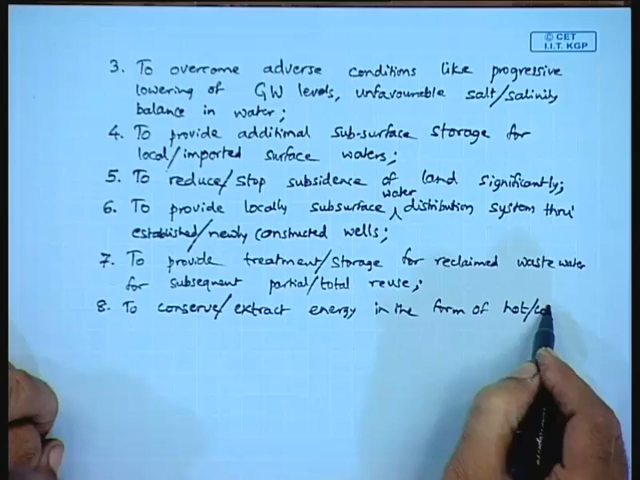 © CET
I.I.T. KGP
3. To overcome adverse conditions like progressive
lowering of GW levels, unfavourable salt/salinity
balance in water;
4. To provide additional sub-surface storage for
local/imported surface waters;
5. To reduce/stop subsidence of land significantly;
water
6. To provide locally subsurface ^ distribution system thru'
established/newly constructed wells;
7. To provide treatment/storage for reclaimed waste water
for subsequent partial/total reuse;
8. To conserve/extract energy in the form of hot/co